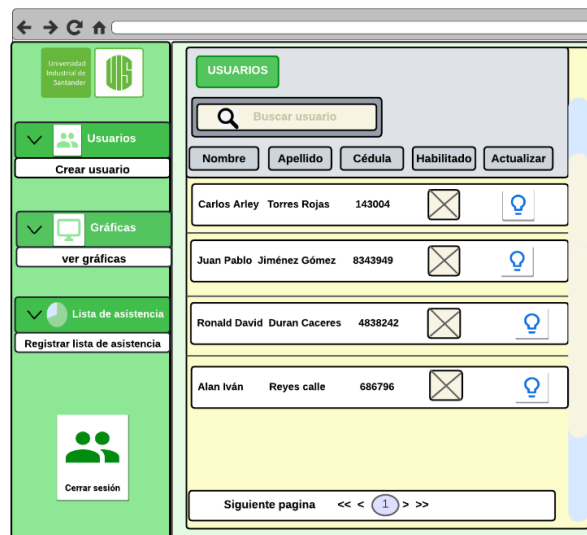 Universidad
Industrial de
Santander
UIS
Usuarios
Crear usuario
Gráficas
ver gráficas
Lista de asistencia
Registrar lista de asistencia
Cerrar sesión
USUARIOS
Buscar usuario
Nombre Apellido Cédula Habilitado Actualizar
Carlos Arley Torres Rojas 143004
Juan Pablo Jiménez Gómez 8343949
Ronald David Duran Caceres 4838242
Alan Iván Reyes calle 686796
Siguiente pagina << < 1 > >>